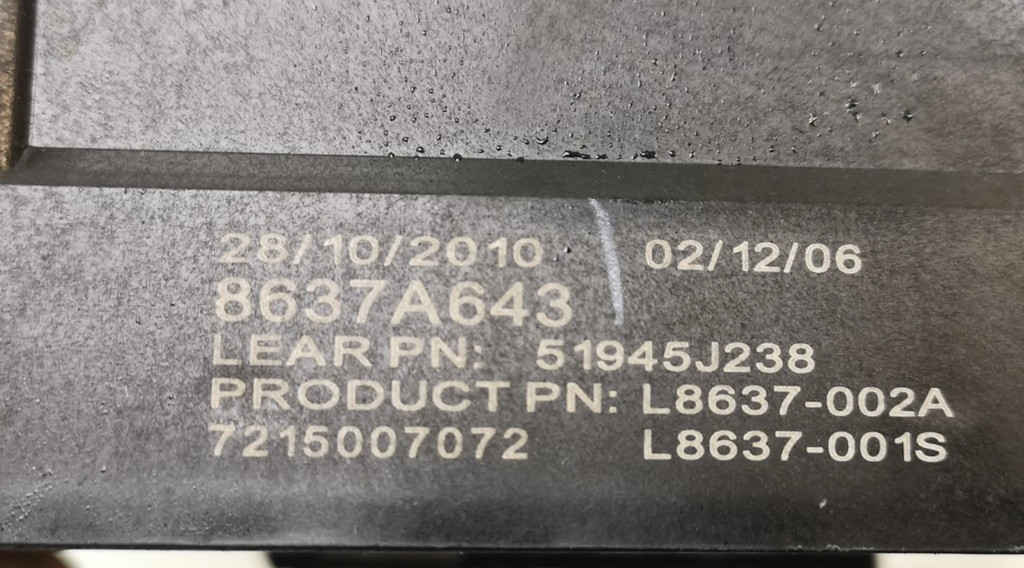 28/10/2010 02/12/06
8637A643
LEAR PN: 51945J238
PRODUCT PN: L8637-002A
7215007072 L8637-001S